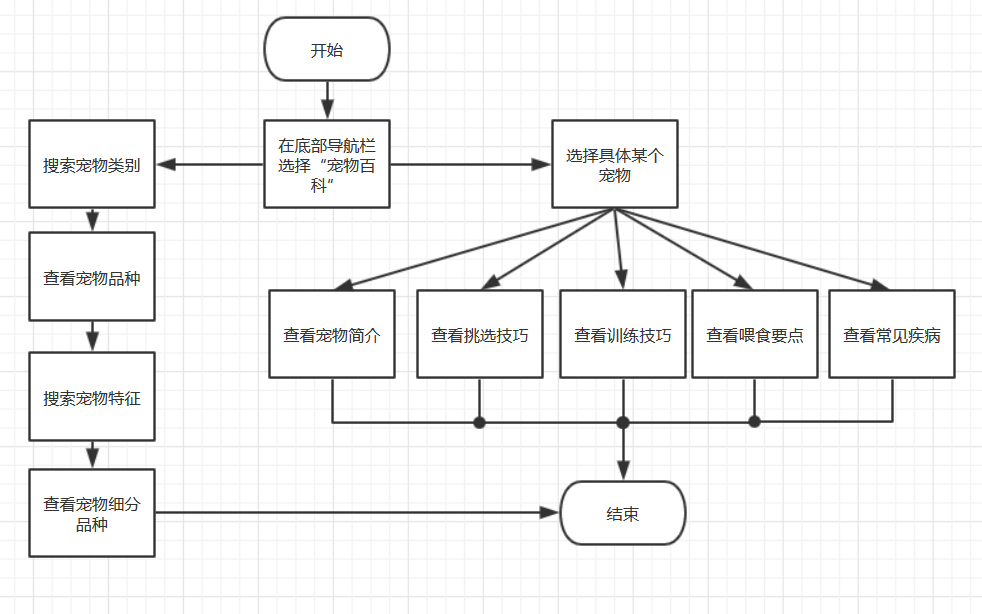 开始
搜索宠物类别
在底部导航栏
选择“宠物百
科”
选择具体某个
宠物
查看宠物品种
查看宠物简介
查看挑选技巧
查看训练技巧
查看喂食要点
查看常见疾病
搜索宠物特征
查看宠物细分
品种
结束